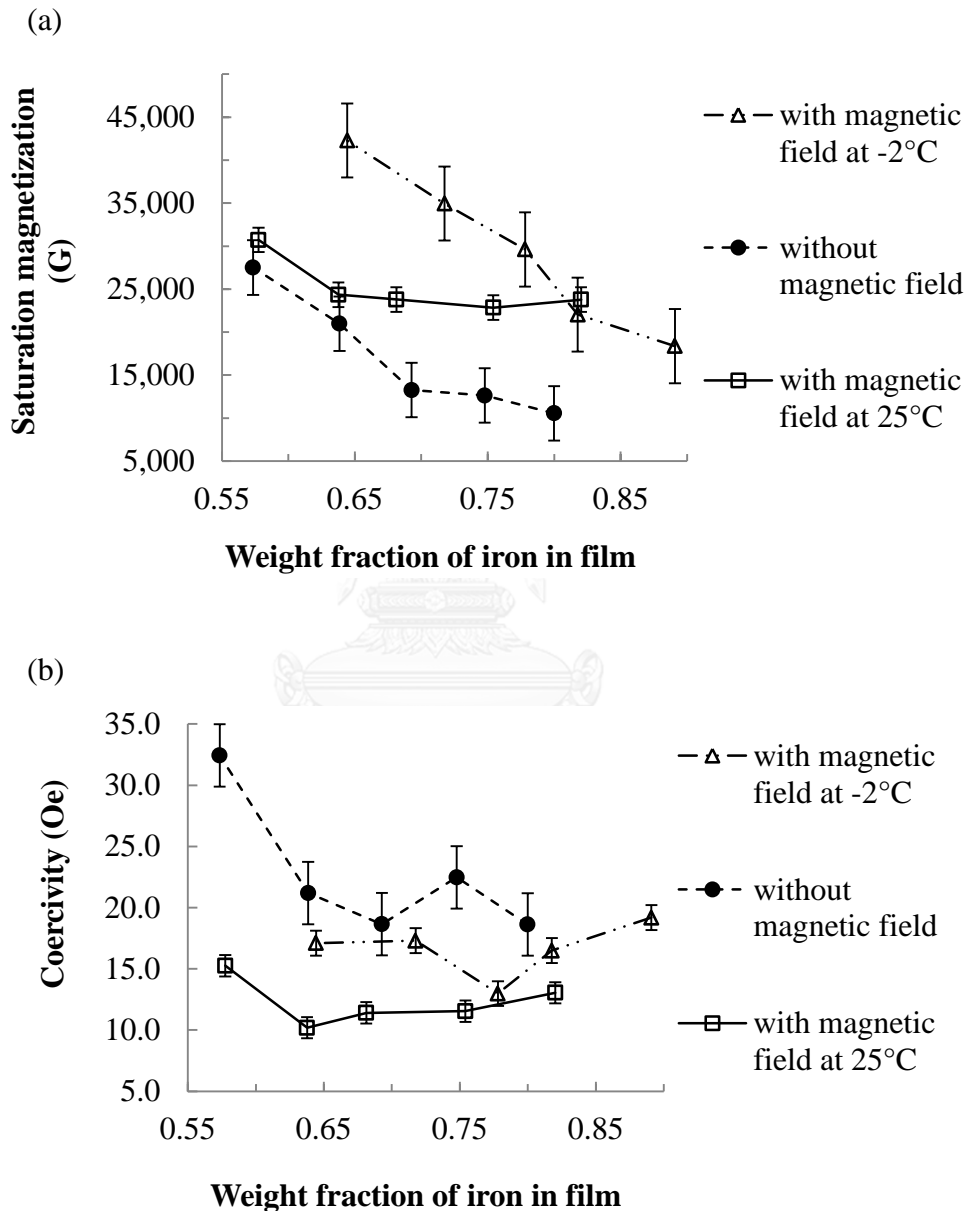 (a)
Saturation magnetization
(G)
45,000
35,000
25,000
15,000
5,000
0.55
0.65
0.75
0.85
Weight fraction of iron in film
with magnetic
field at -2°C
without
magnetic field
with magnetic
field at 25°C
(b)
Coercivity (Oe)
35.0
30.0
25.0
20.0
15.0
10.0
5.0
0.55
0.65
0.75
0.85
Weight fraction of iron in film
with magnetic
field at -2°C
without
magnetic field
with magnetic
field at 25°C